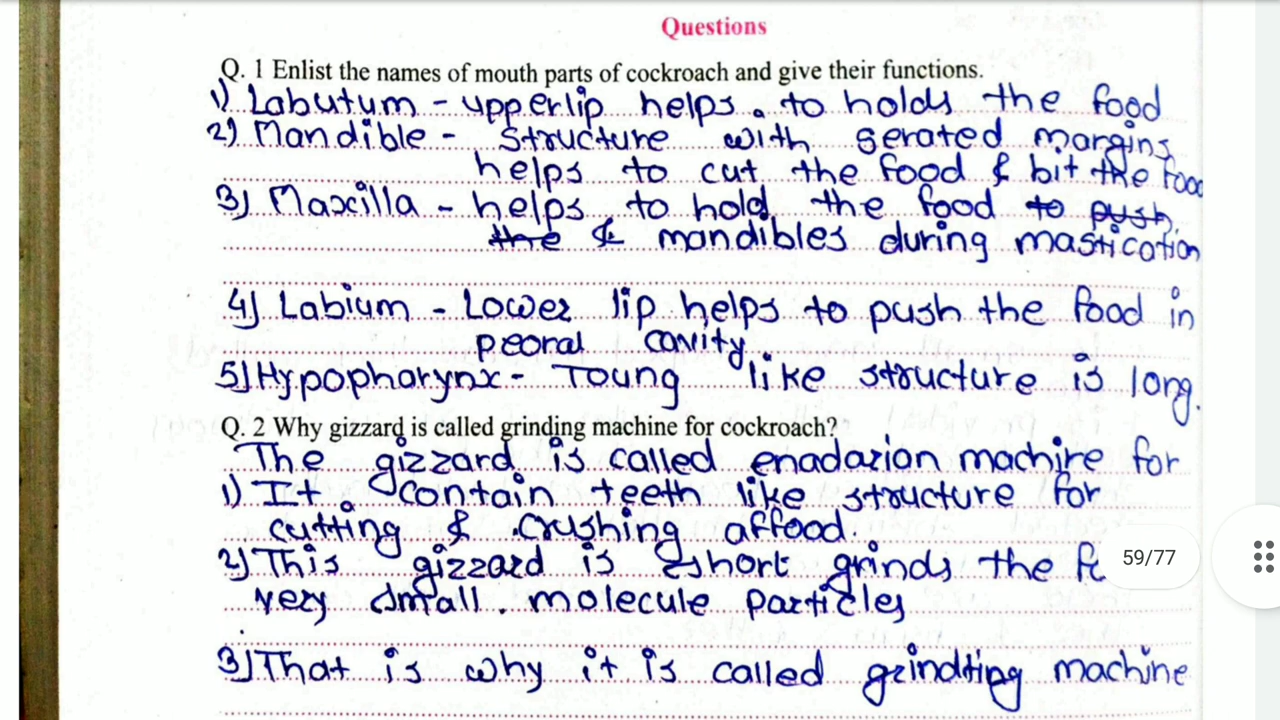 Questions
Q. 1 Enlist the names of mouth parts of cockroach and give their functions.
1) Labutum - upperlip helps to holds the food
2) Mandible - Structure with serated margins
helps to cut the food & bit the food
3) Maxilla - helps to hold the food to push
the & mandibles during mastication
4) Labium - Lower lip helps to push the food in
peoral cavity
5) Hypopharynx - Toung like structure is long.
Q. 2 Why gizzard is called grinding machine for cockroach?
The gizzard is called machine for
1) It contain teeth like structure for
cutting & crushing affood.
2) This gizzard is short grinds the
very small. molecule particles
3) That is why it is called grindting machine
59/77